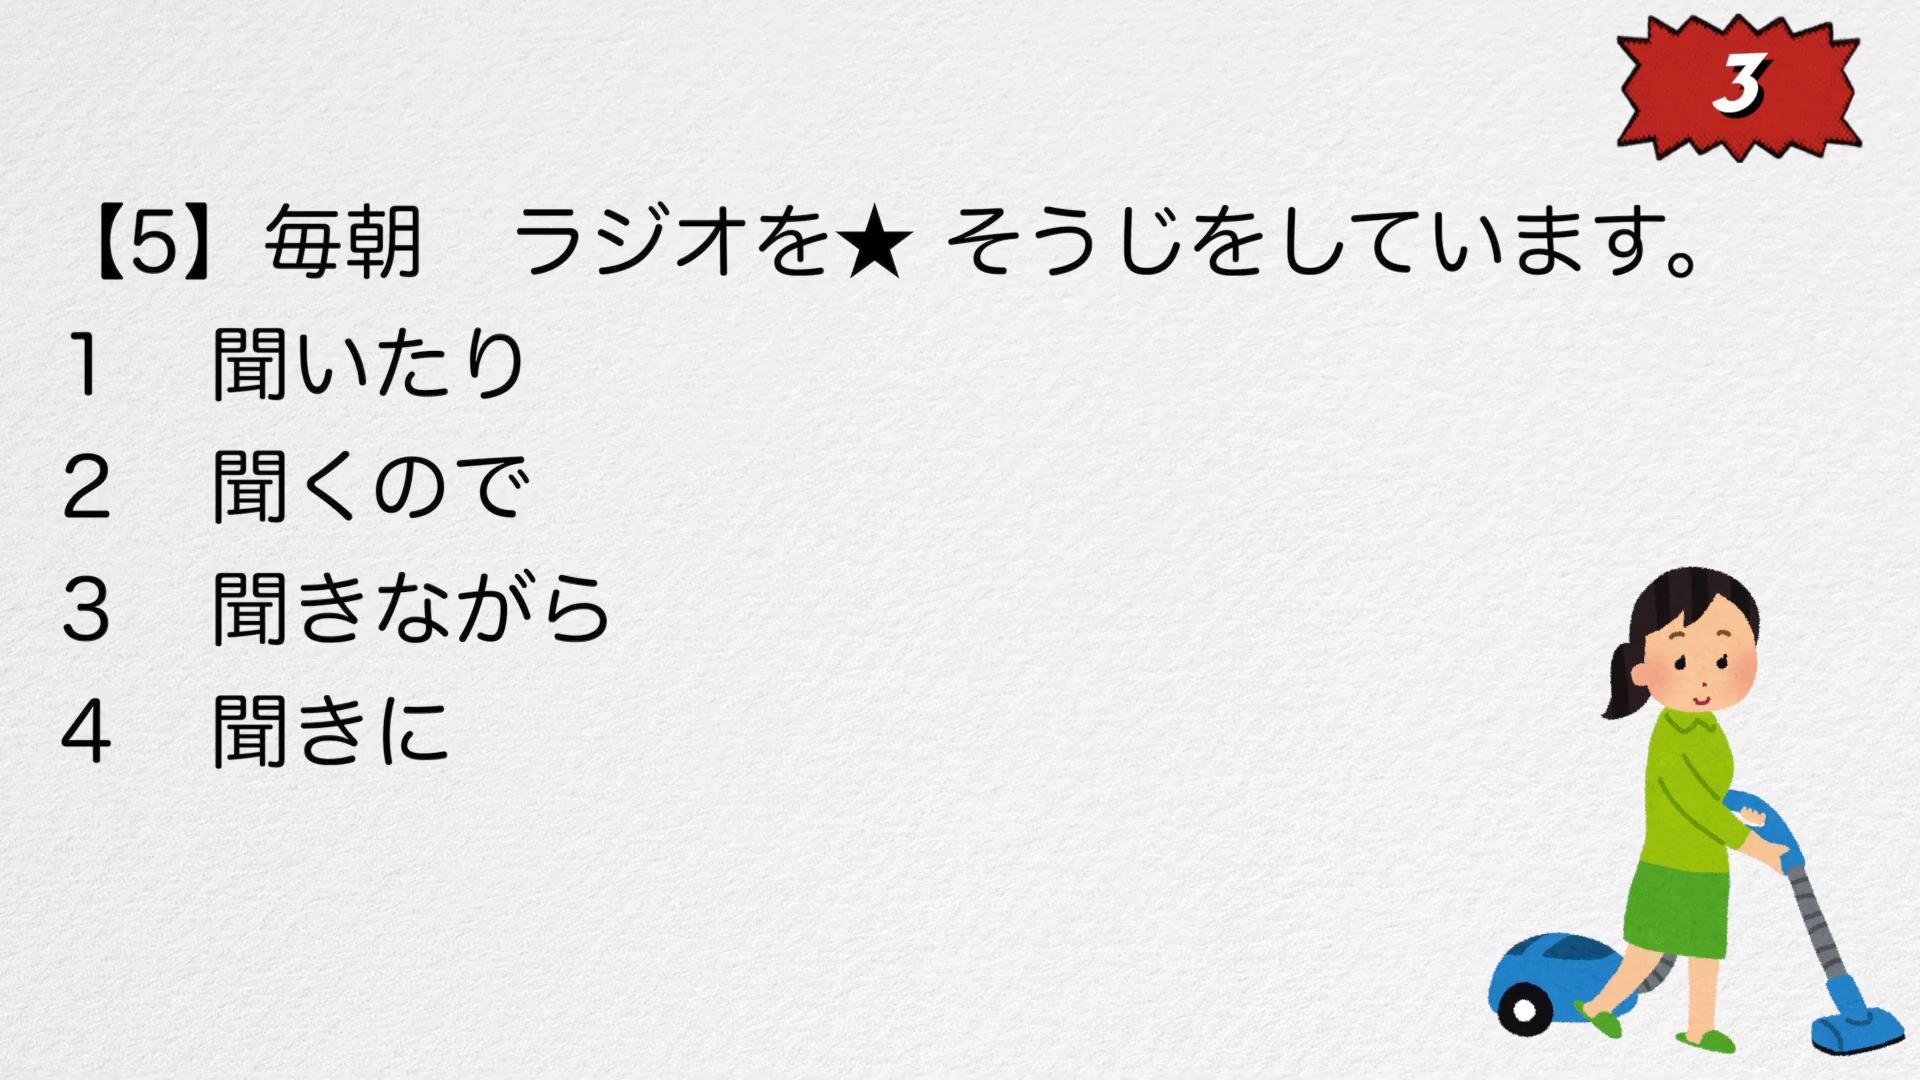 3
【5】毎朝　ラジオを★ そうじをしています。
1　聞いたり
2　聞くので
3　聞きながら
4　聞きに